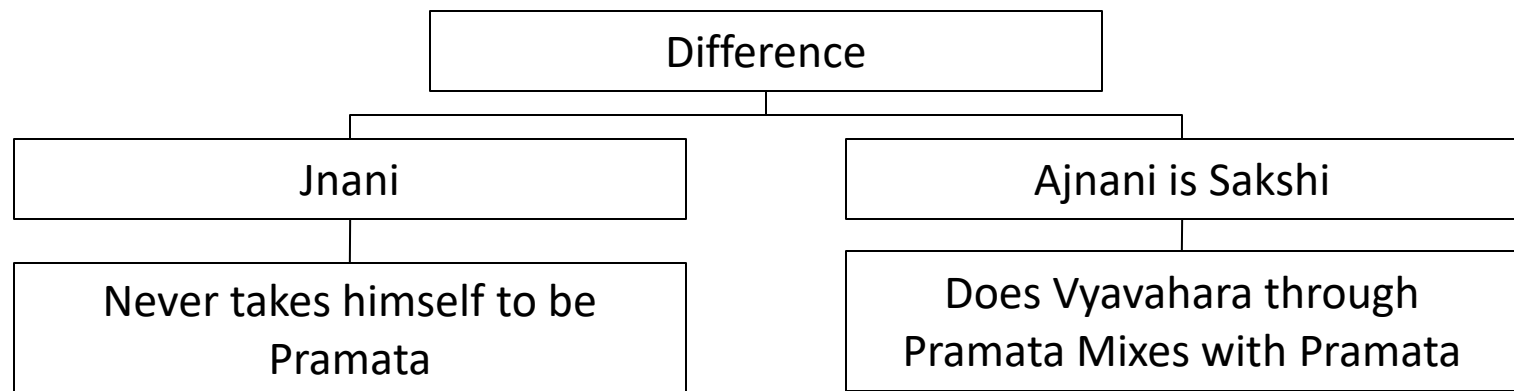 Difference
Jnani
Ajnani is Sakshi
Never takes himself to be
Pramata
Does Vyavahara through
Pramata Mixes with Pramata